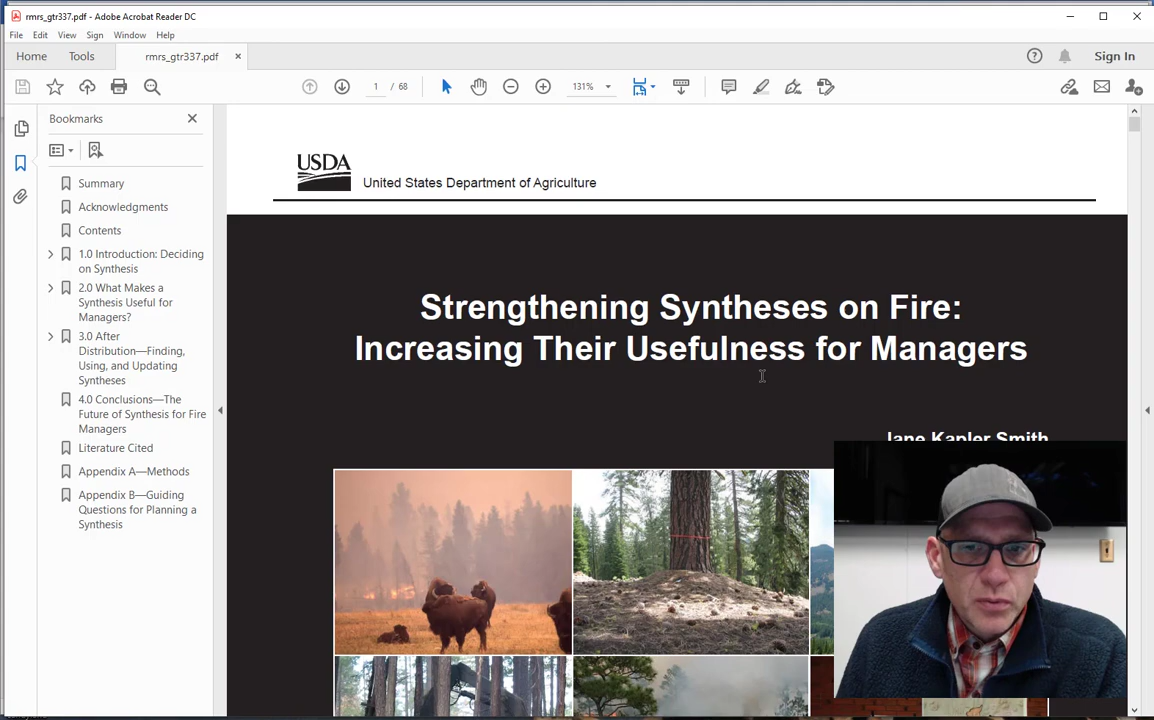 rmrs_gtr337.pdf - Adobe Acrobat Reader DC
File Edit View Sign Window Help
Home Tools rmrs_gtr337.pdf × Sign In
1 / 68 131%
Bookmarks
Summary
Acknowledgments
Contents
1.0 Introduction: Deciding
on Synthesis
2.0 What Makes a
Synthesis Useful for
Managers?
3.0 After
Distribution—Finding,
Using, and Updating
Syntheses
4.0 Conclusions—The
Future of Synthesis for Fire
Managers
Literature Cited
Appendix A—Methods
Appendix B—Guiding
Questions for Planning a
Synthesis
USDA
United States Department of Agriculture
Strengthening Syntheses on Fire:
Increasing Their Usefulness for Managers
Jane Kapler Smith